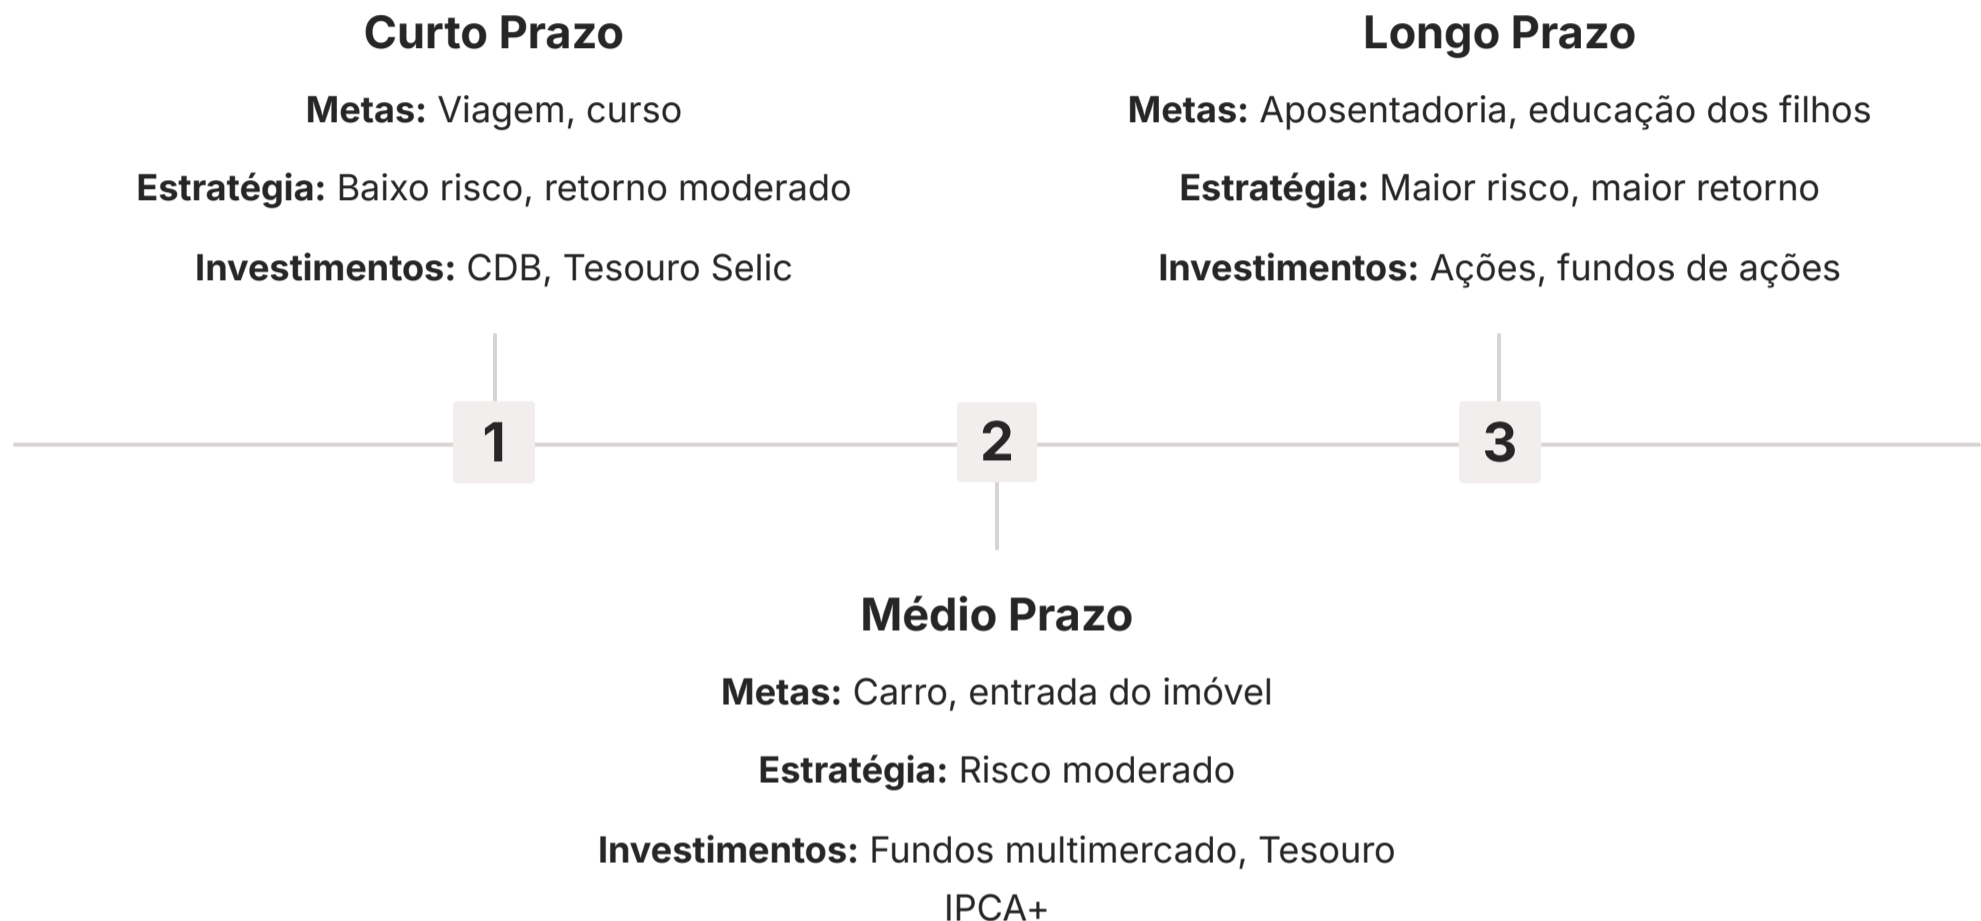 Curto Prazo
Metas: Viagem, curso
Estratégia: Baixo risco, retorno moderado
Investimentos: CDB, Tesouro Selic
1
2
Médio Prazo
Metas: Carro, entrada do imóvel
Estratégia: Risco moderado
Investimentos: Fundos multimercado, Tesouro
IPCA+
3
Longo Prazo
Metas: Aposentadoria, educação dos filhos
Estratégia: Maior risco, maior retorno
Investimentos: Ações, fundos de ações